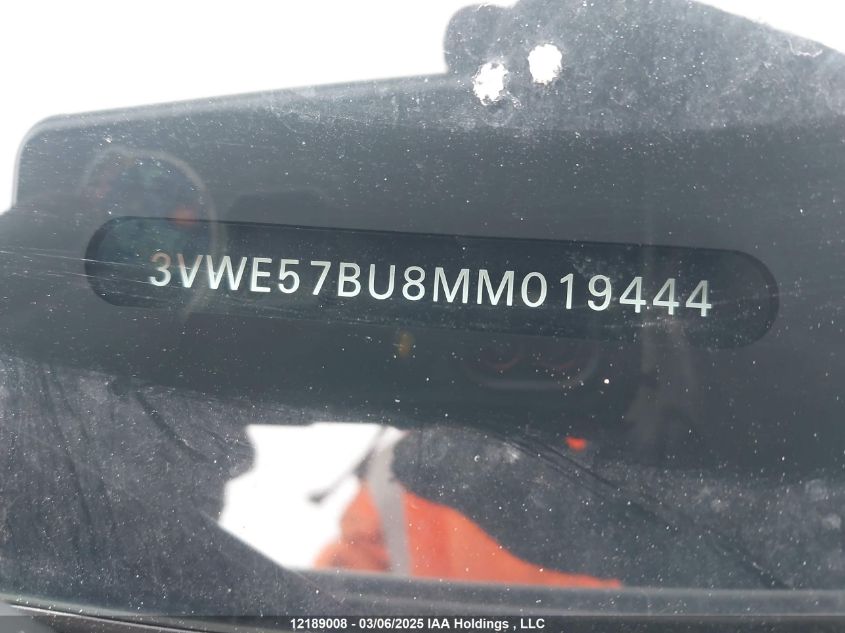 3VWE57BU8MM019444
12189008 - 03/06/2025 IAA Holdings , LLC